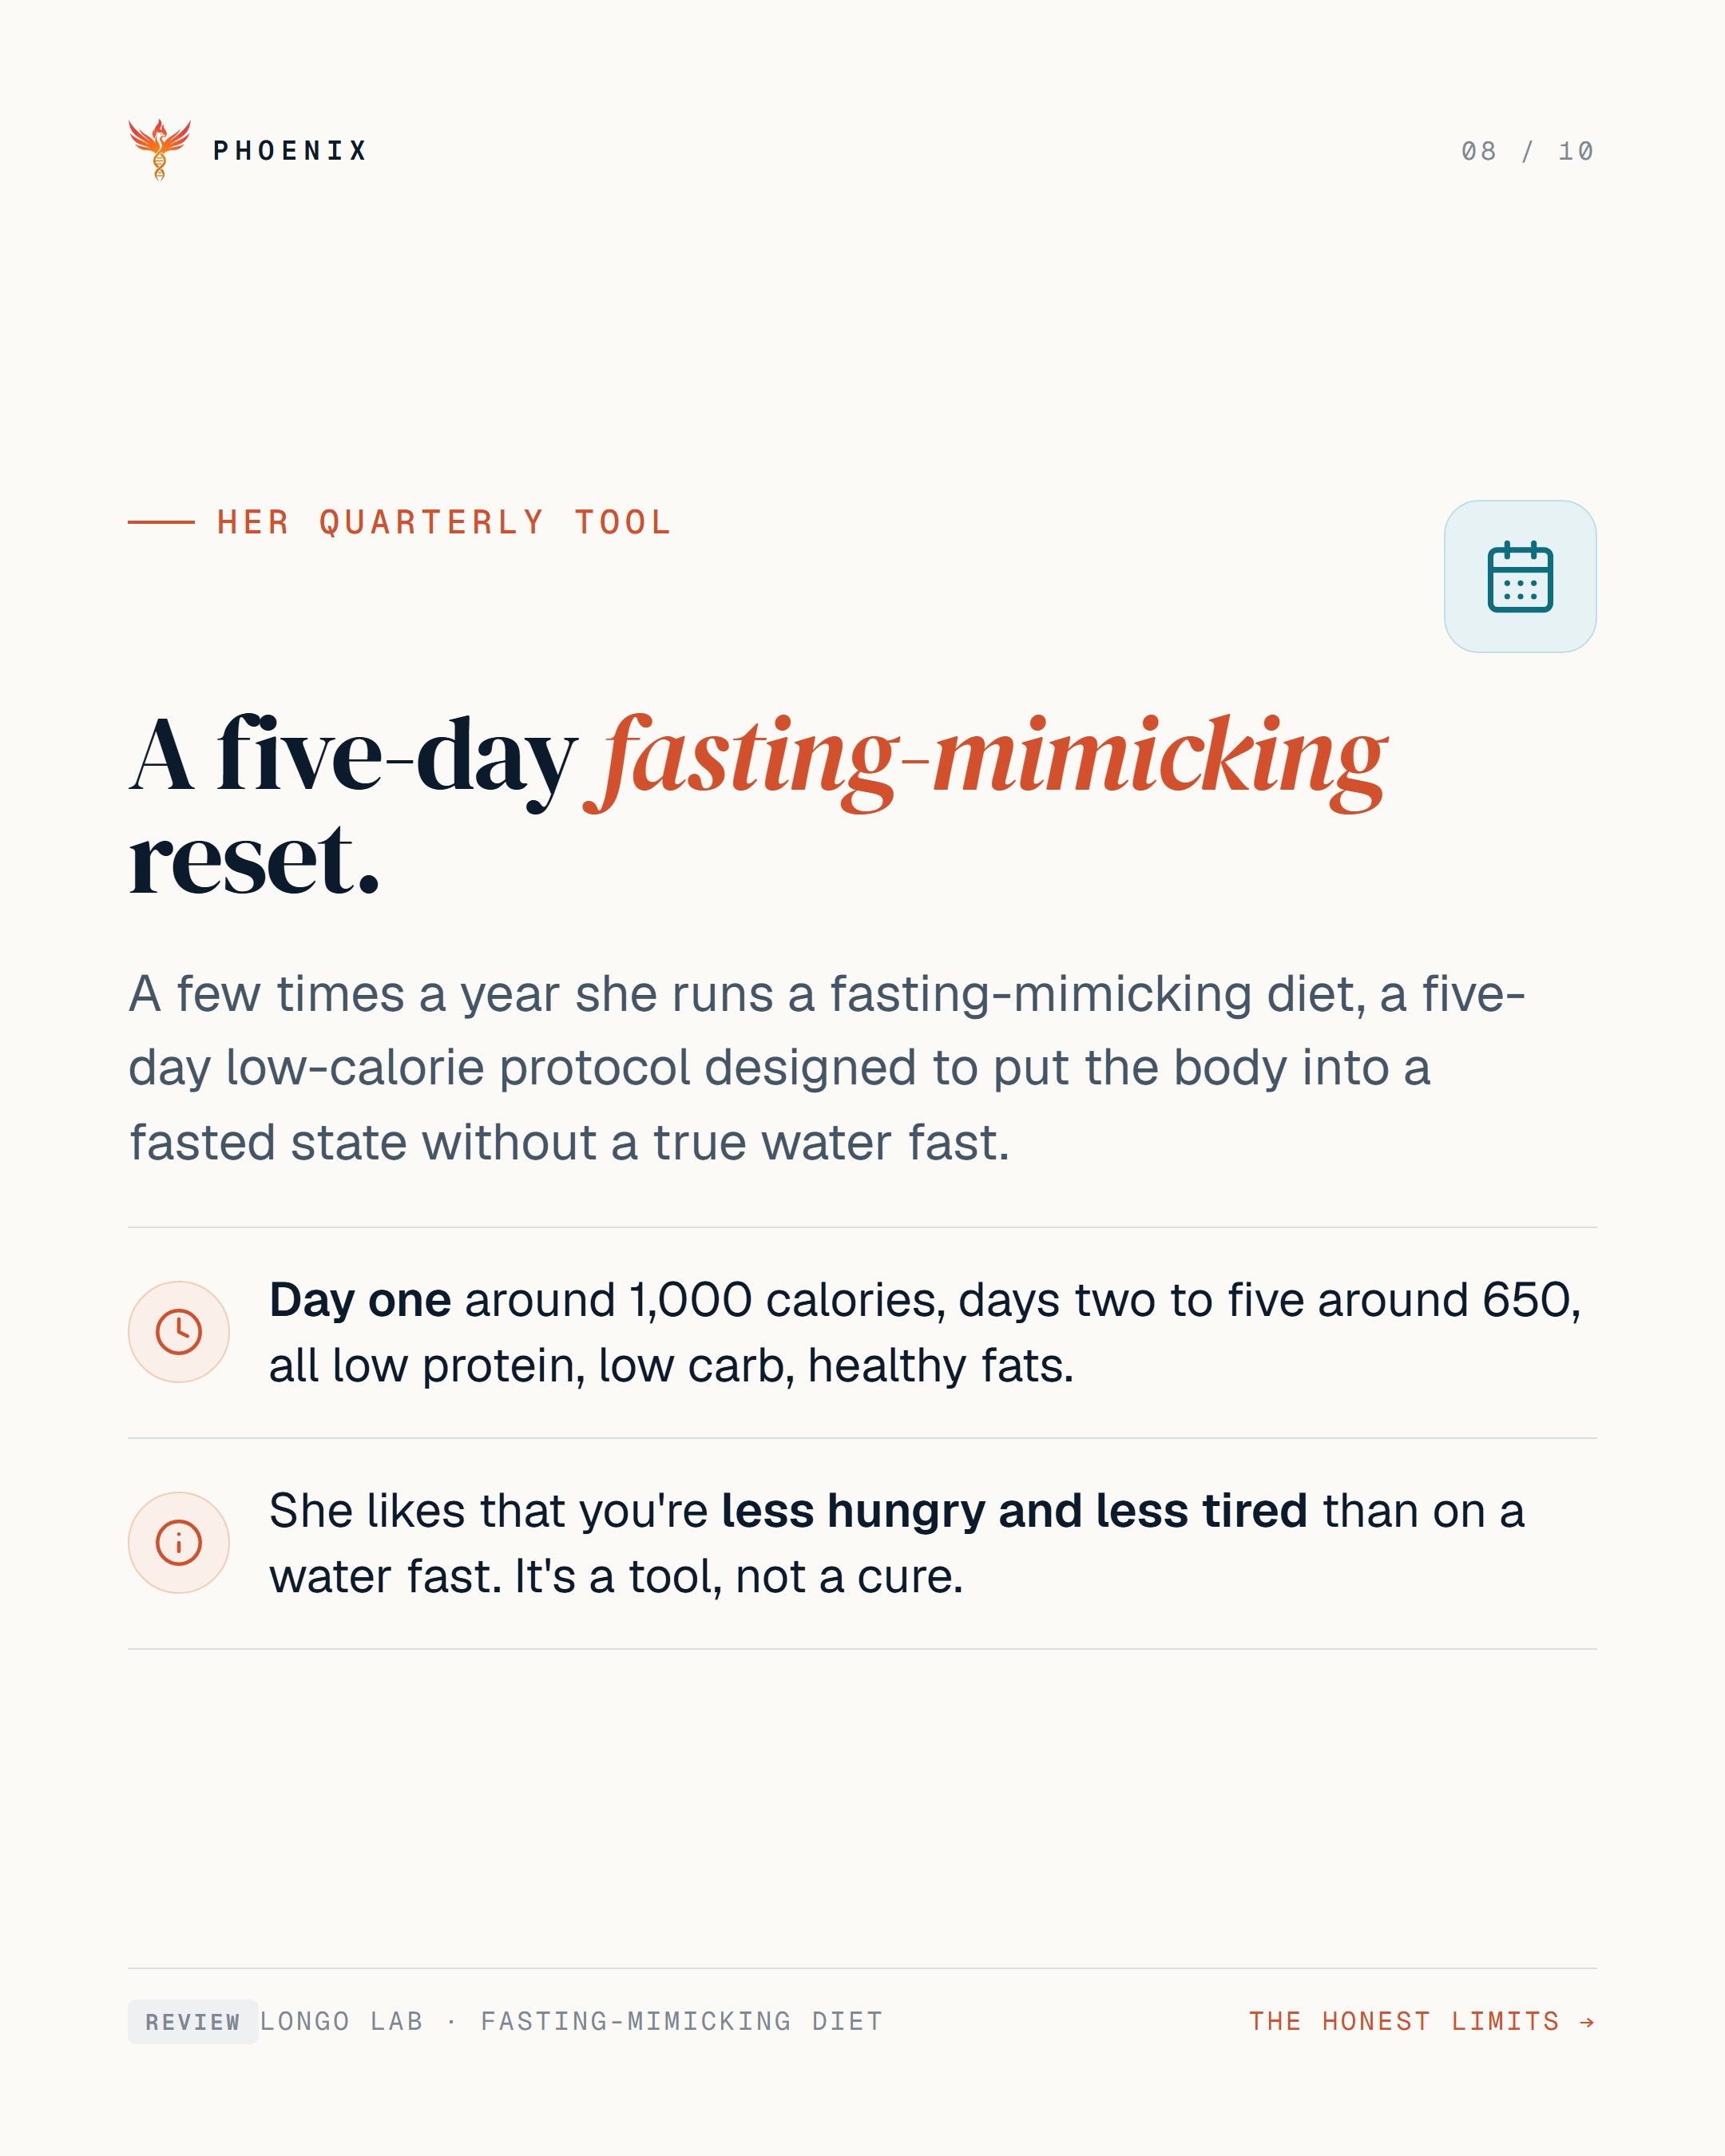 PHOENIX
08 / 10
HER QUARTERLY TOOL
A five-day fasting-mimicking
reset.
A few times a year she runs a fasting-mimicking diet, a five-
day low-calorie protocol designed to put the body into a
fasted state without a true water fast.
Day one around 1,000 calories, days two to five around 650,
all low protein, low carb, healthy fats.
She likes that you're less hungry and less tired than on a
water fast. It's a tool, not a cure.
REVIEW LONGO LAB · FASTING-MIMICKING DIET
THE HONEST LIMITS →